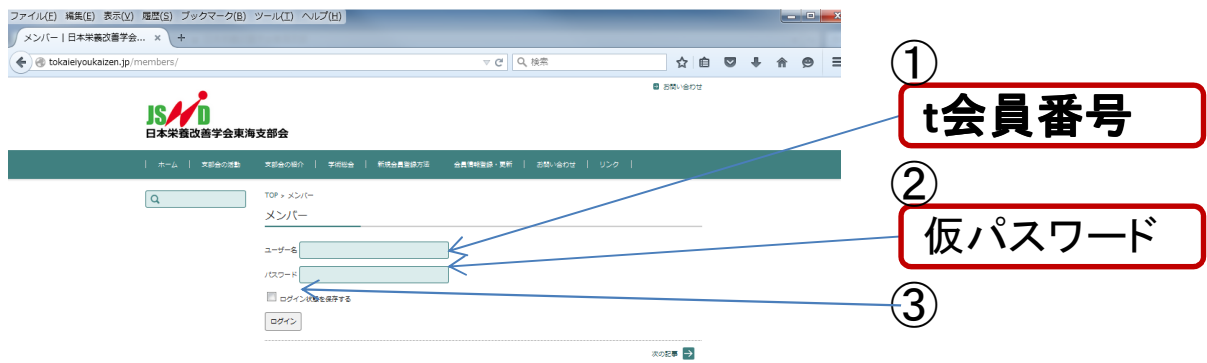 ファイル(F) 編集(E) 表示(V) 履歴(S) ブックマーク(B) ツール(T) ヘルプ(H)
メンバー | 日本栄養改善学会... × +
tokaieiyoukaizen.jp/members/
検索
お問い合わせ
JSND
日本栄養改善学会東海支部会
| ホーム | 支部会の活動 支部会の紹介 | 学術総会 | 新規会員登録方法 会員情報登録・更新 | お問い合わせ | リンク |
TOP > メンバー
メンバー
ユーザー名
パスワード
ログイン状態を保存する
ログイン
次の記事
①
t会員番号
②
仮パスワード
③